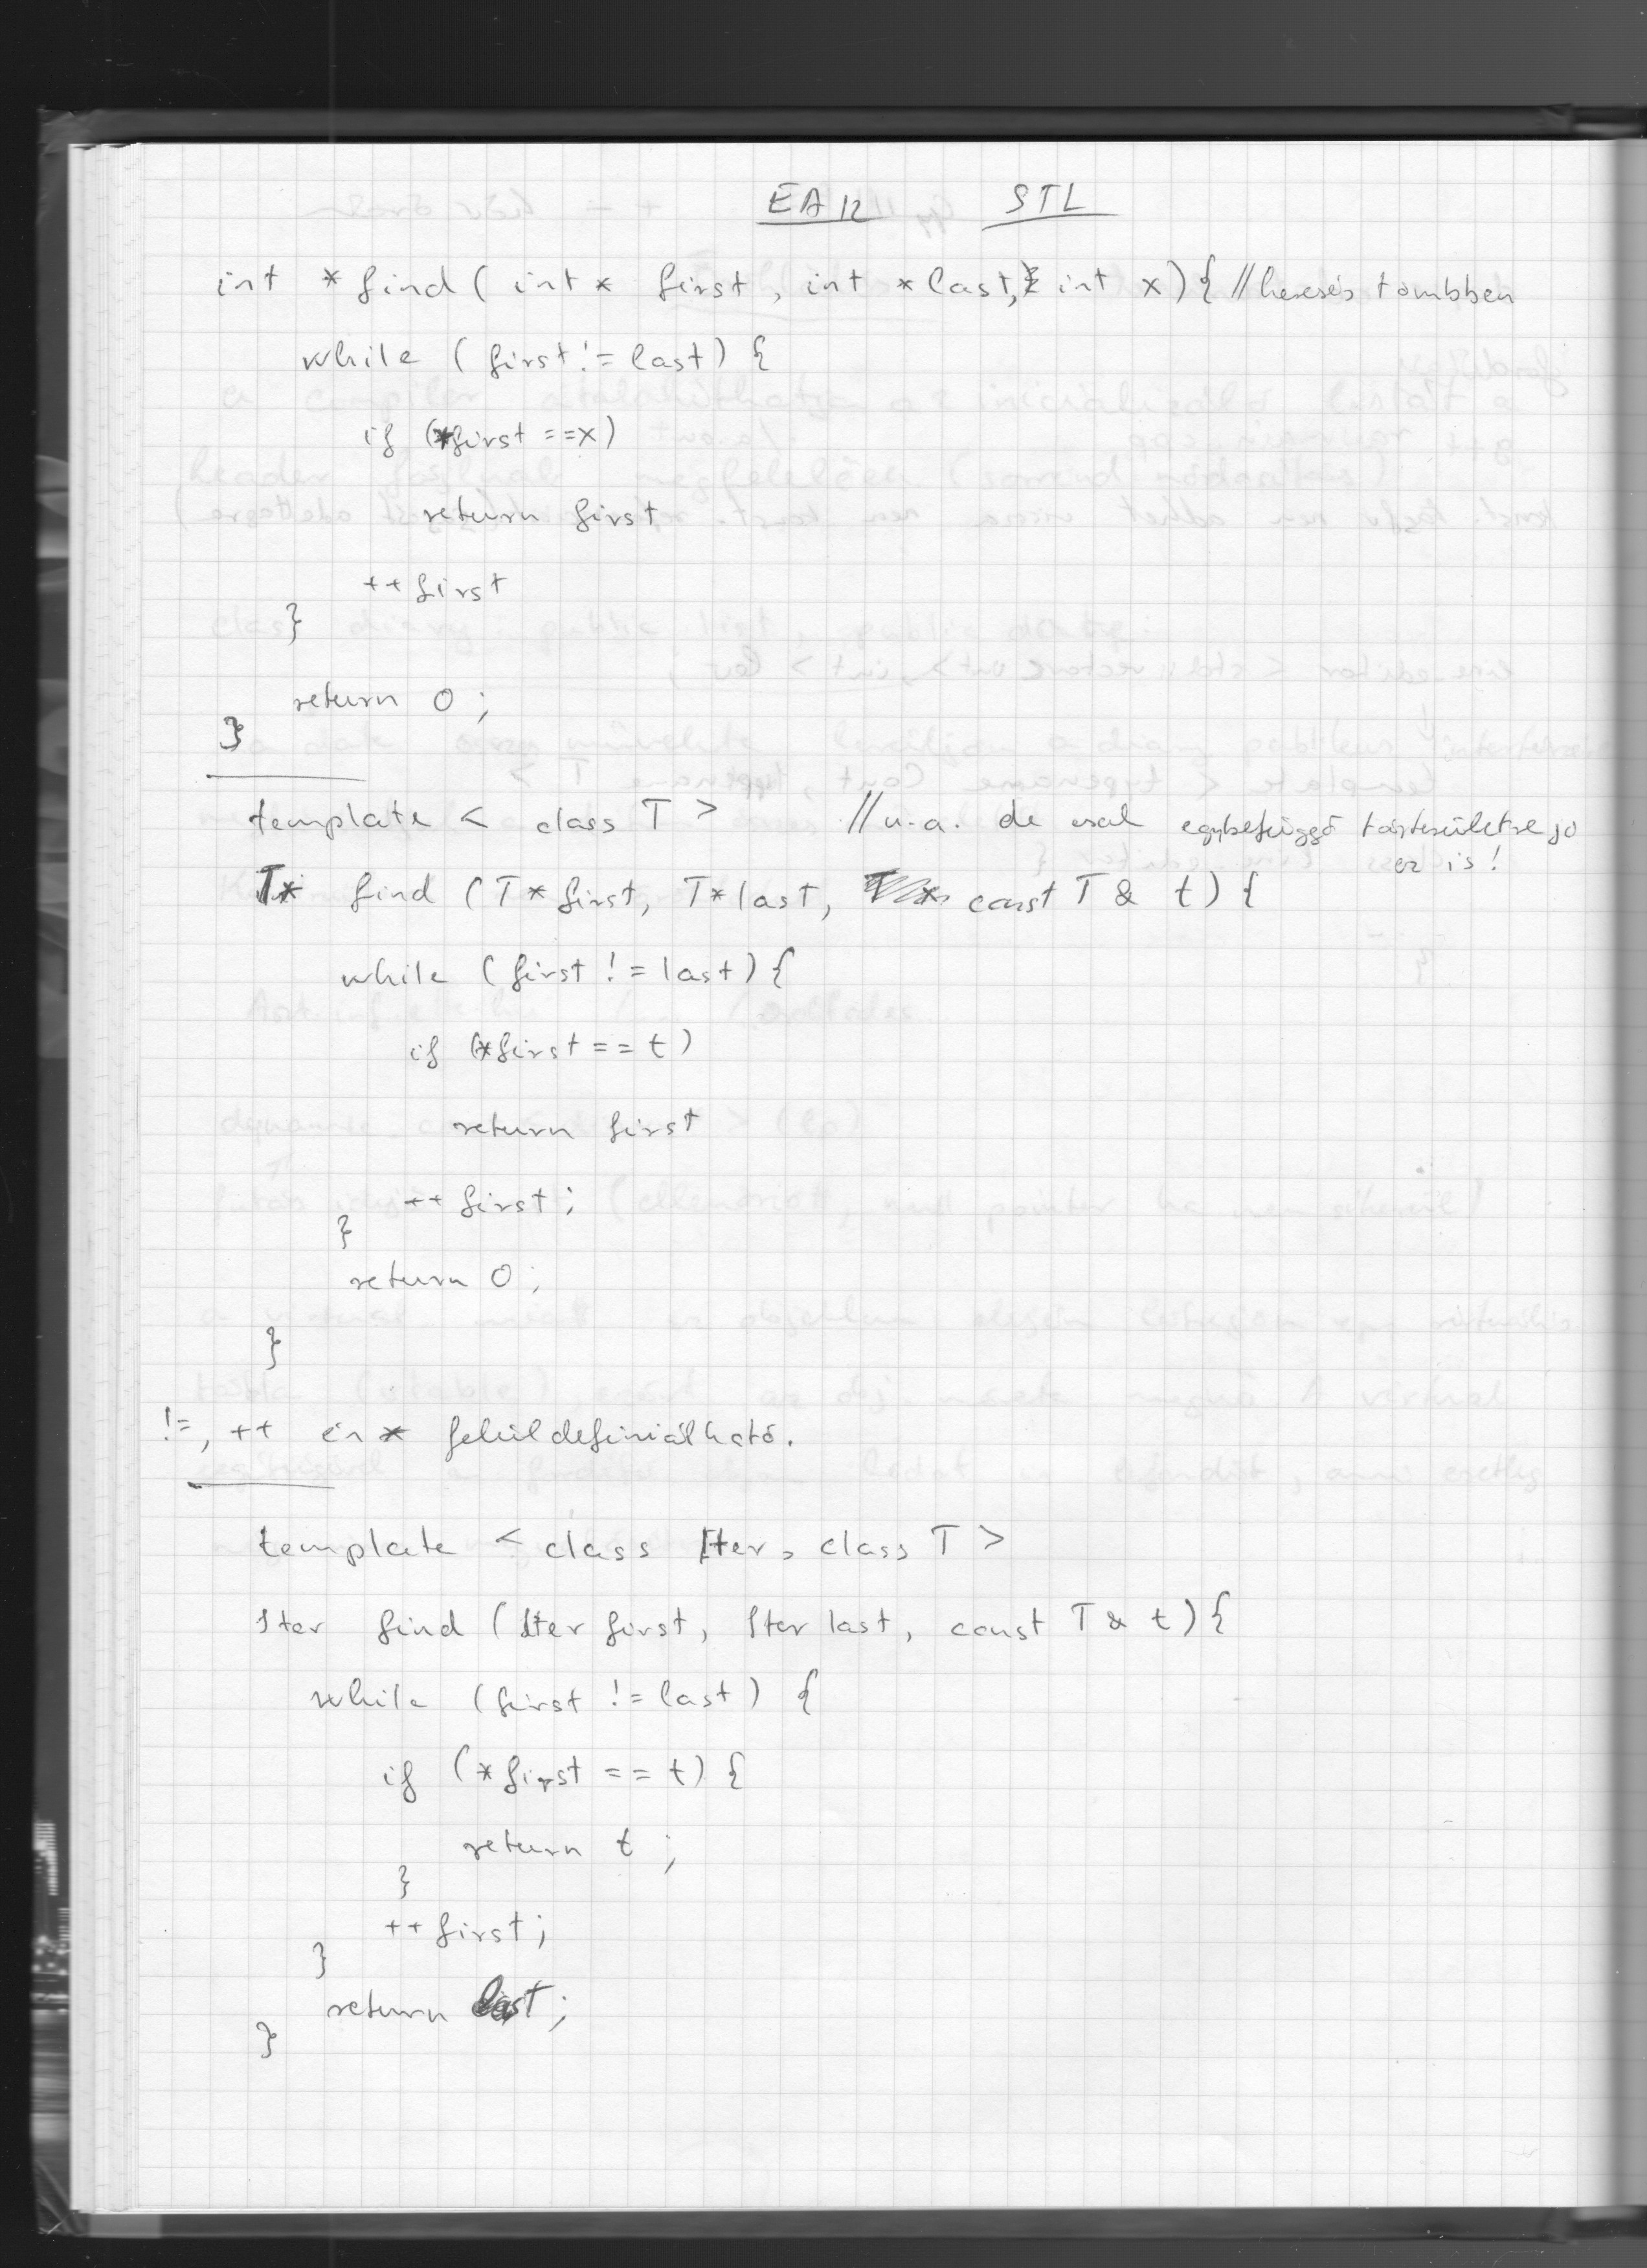 EA 12 STL
int *find( int* first, int *last, int x){ //keresés tömbben
while ( first != last) {
if (*first ==x)
return first
++first
}
return 0;
}
template < class T > //u.a. de csak egybefüggő tárterületre jó
ez is!
T* find (T* first, T* last, const T & t) {
while (first != last) {
if (*first == t)
return first
++first;
}
return 0;
}
!=, ++ és * felüldefiniálható.
template < class Iter, class T >
Iter find (Iter first, Iter last, const T & t) {
while (first != last) {
if (*first == t) {
return t;
}
++first;
}
return last;
}